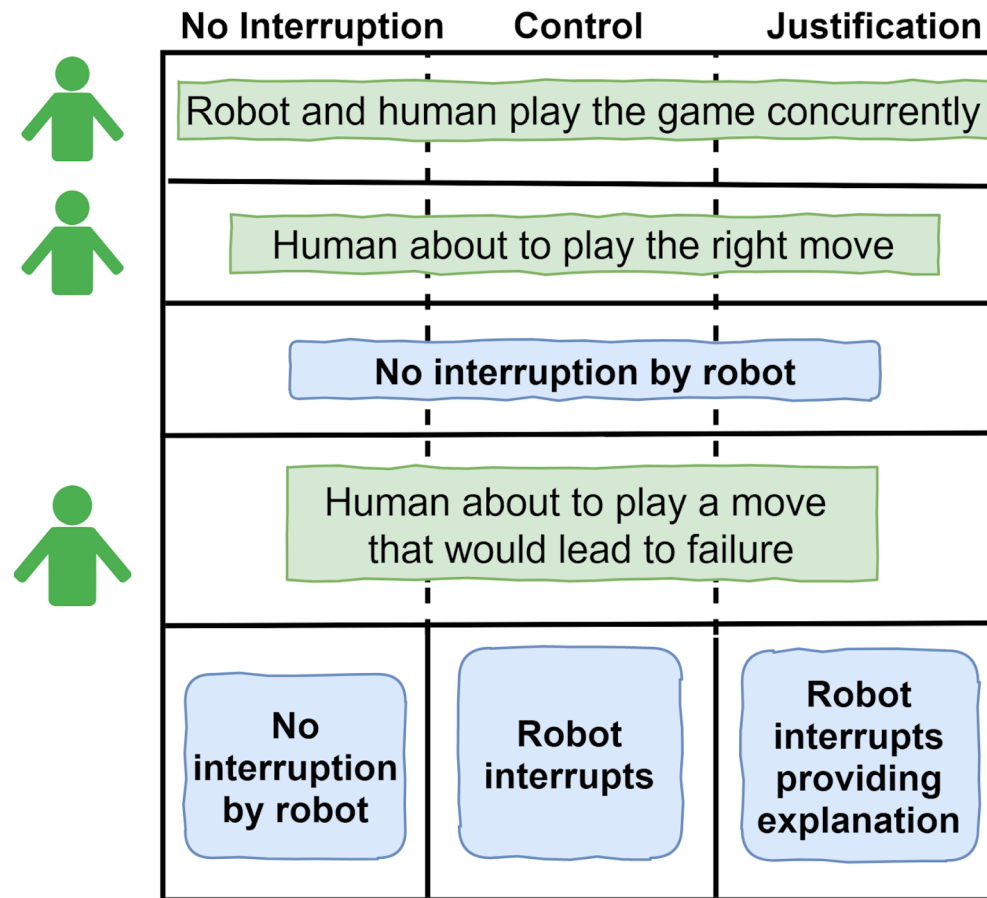 No Interruption Control Justification
Robot and human play the game concurrently
Human about to play the right move
No interruption by robot
Human about to play a move
that would lead to failure
No
interruption
by robot
Robot
interrupts
Robot
interrupts
providing
explanation